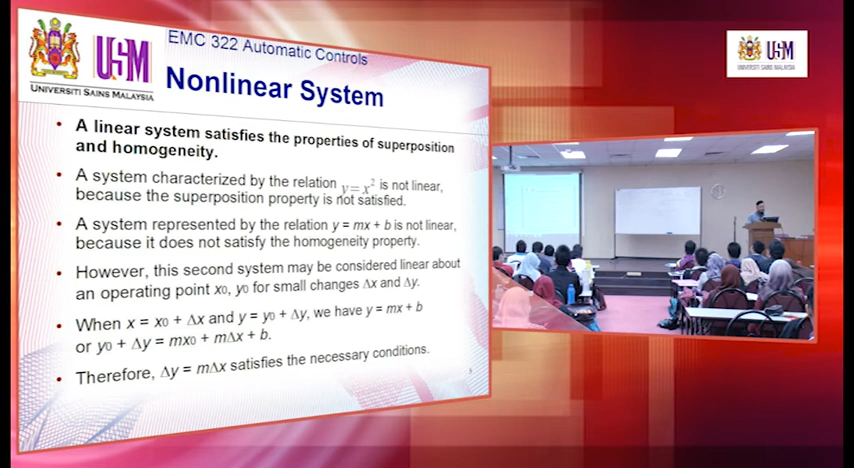 EMC 322 Automatic Controls
USM
UNIVERSITI SAINS MALAYSIA
Nonlinear System
• A linear system satisfies the properties of superposition
and homogeneity.
• A system characterized by the relation y=x² is not linear,
because the superposition property is not satisfied.
• A system represented by the relation y = mx + b is not linear,
because it does not satisfy the homogeneity property.
• However, this second system may be considered linear about
an operating point x0, y0 for small changes Δx and Δy.
• When x = x0 + Δx and y = y0 + Δy, we have y = mx + b
or y0 + Δy = mx0 + mΔx + b.
• Therefore, Δy = mΔx satisfies the necessary conditions.
USM
UNIVERSITI SAINS MALAYSIA